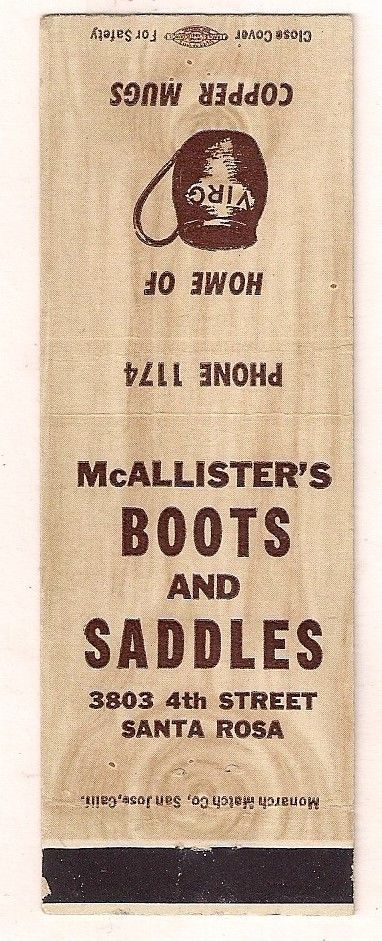 Close Cover For Safety
COPPER MUGS
VIRG
HOME OF
PHONE 1174
McALLISTER'S
BOOTS
AND
SADDLES
3803 4th STREET
SANTA ROSA
Monarch Match Co, San Jose, Calif.